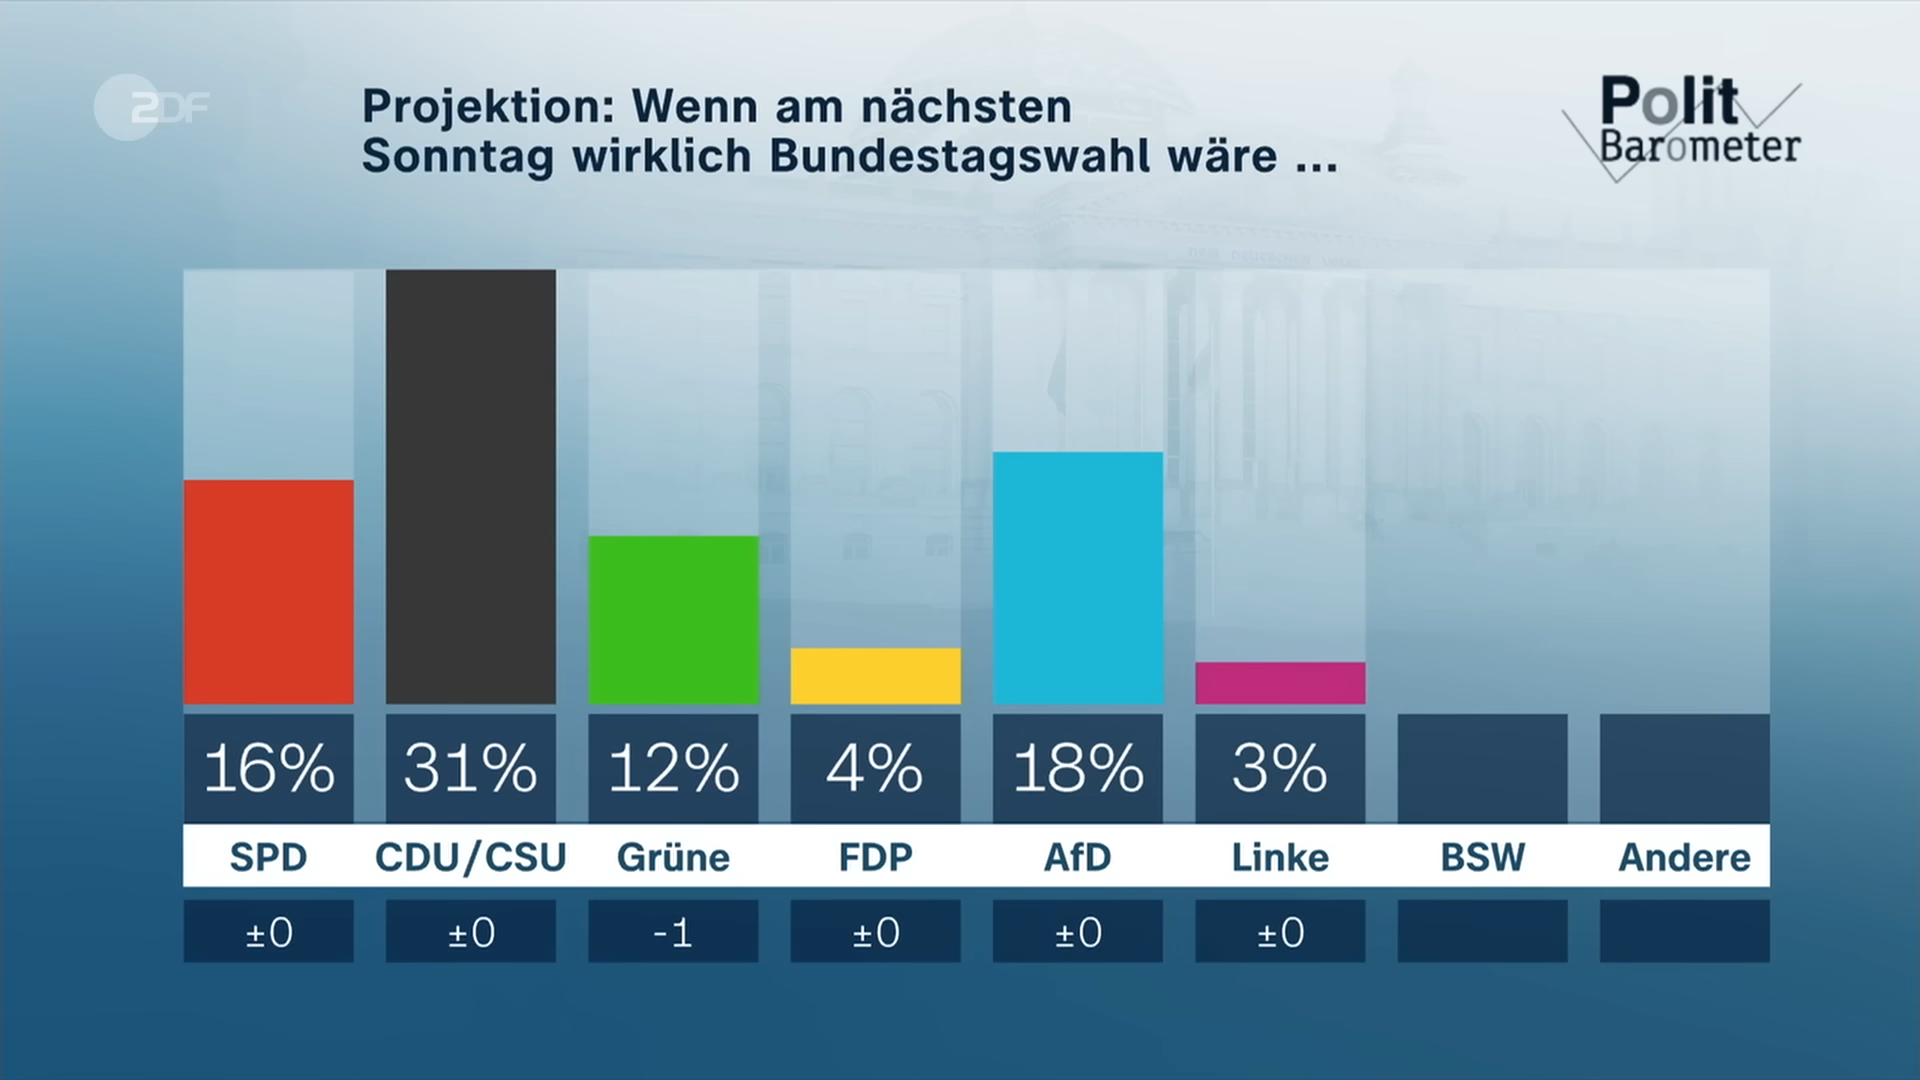 ZDF
Projektion: Wenn am nächsten
Sonntag wirklich Bundestagswahl wäre ...
Polit
Barometer
16% 31% 12% 4% 18% 3%
SPD CDU/CSU Grüne FDP AfD Linke BSW Andere
±0 ±0 -1 ±0 ±0 ±0